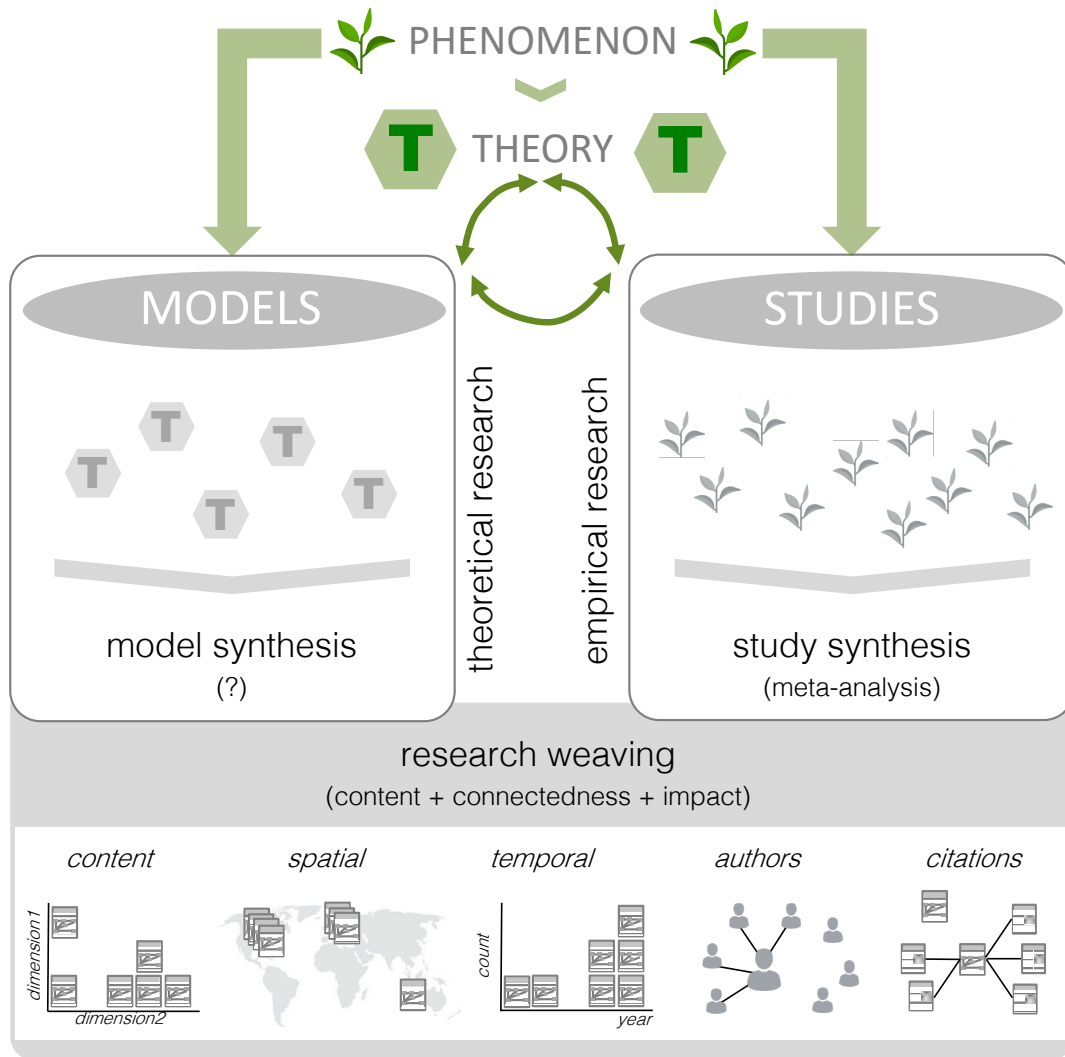 PHENOMENON
T THEORY T
MODELS
STUDIES
T
T
T
T
T
theoretical research
empirical research
model synthesis
(?)
study synthesis
(meta-analysis)
research weaving
(content + connectedness + impact)
content
spatial
temporal
authors
citations
dimension1
dimension2
count
year